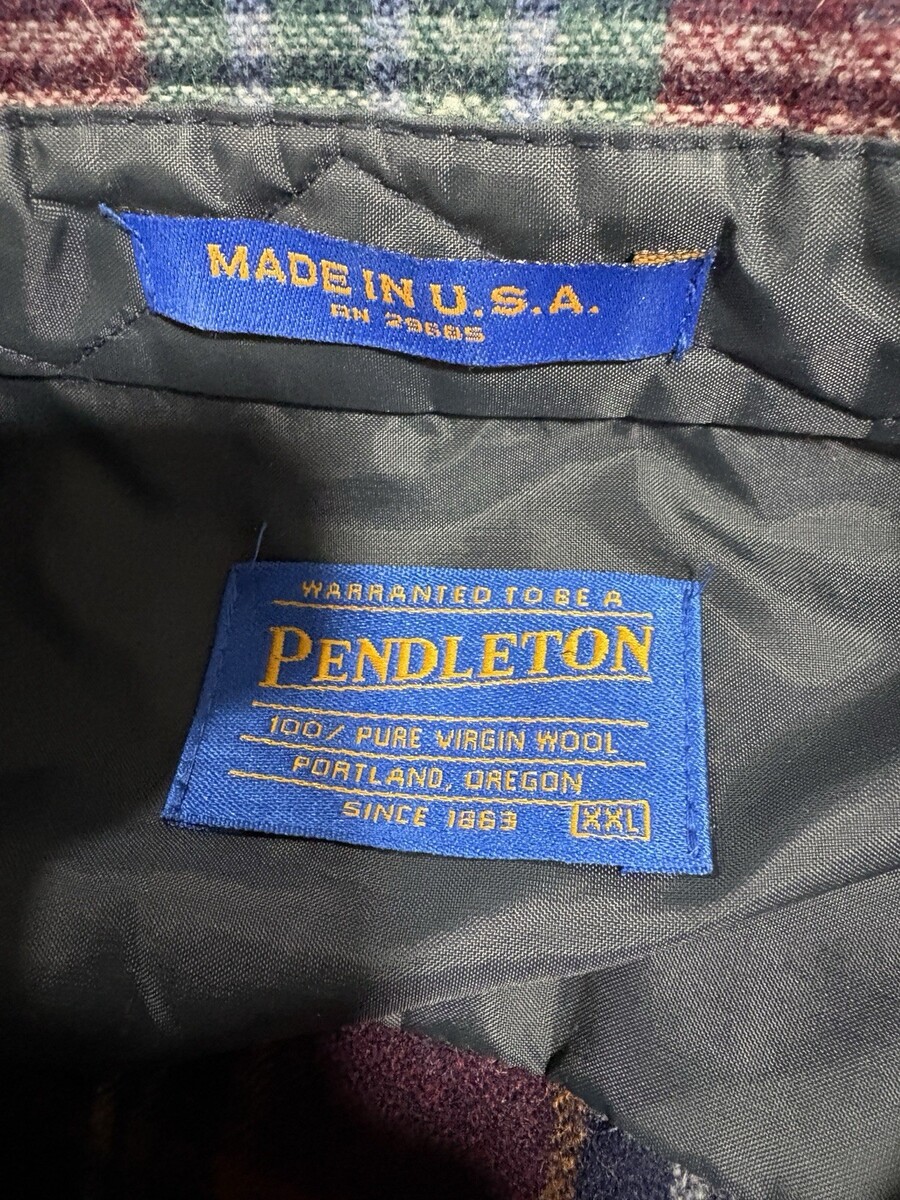 MADE IN U.S.A.
RN 29685
WARRANTED TO BE A
PENDLETON
100% PURE VIRGIN WOOL
PORTLAND, OREGON
SINCE 1863 XXL